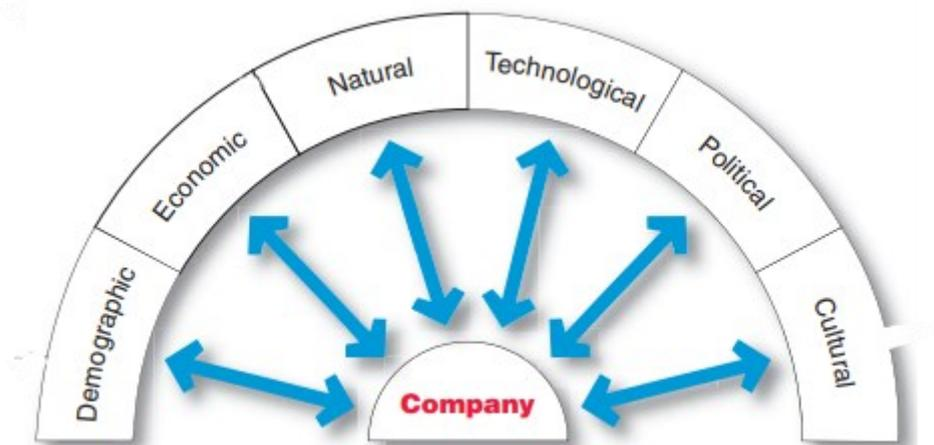 Demographic
Economic
Natural
Technological
Political
Cultural
Company